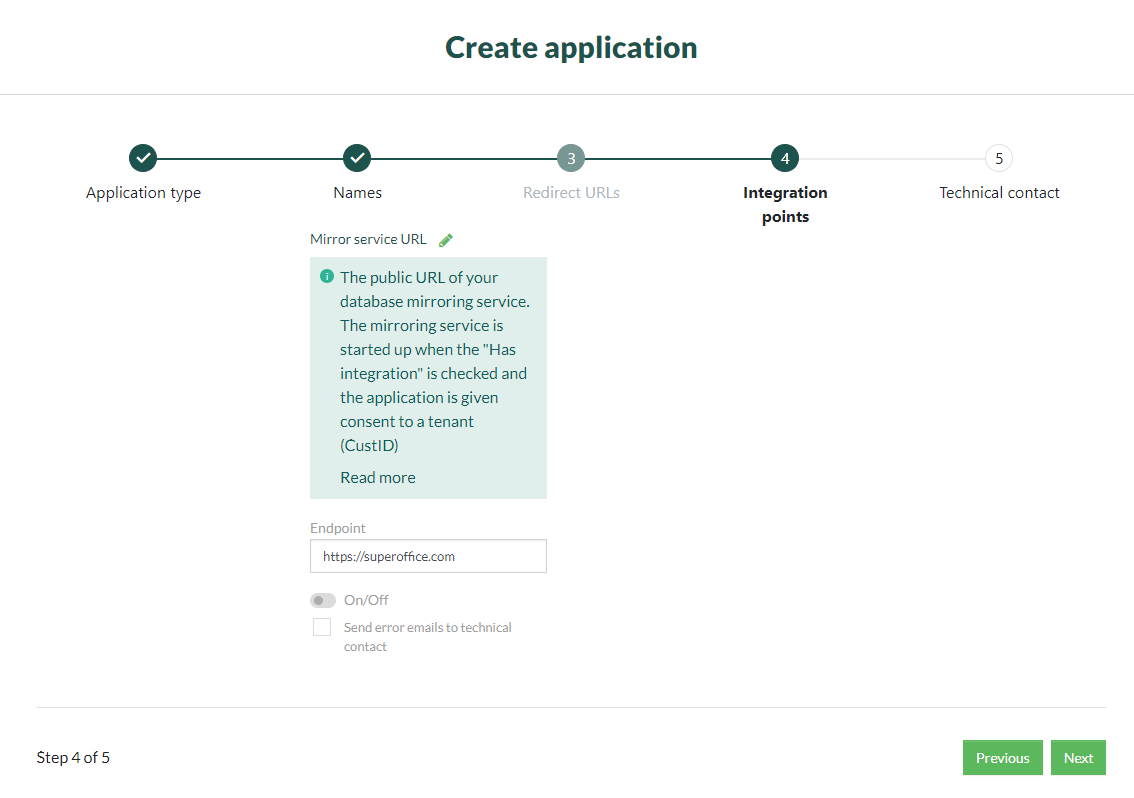 Create application
3
4
5
Application type
Names
Redirect URLs
Integration
points
Technical contact
Mirror service URL
The public URL of your
database mirroring service.
The mirroring service is
started up when the "Has
integration" is checked and
the application is given
consent to a tenant
(CustID)
Read more
Endpoint
https://superoffice.com
On/Off
Send error emails to technical
contact
Step 4 of 5
Previous
Next